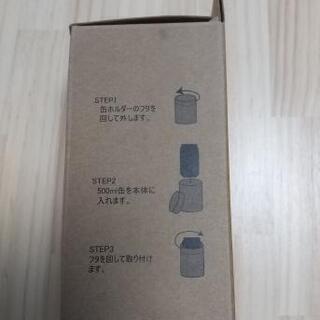 STEP1
缶ホルダーのフタを
回して外します。
STEP2
500ml缶を本体に
入れます。
STEP3
フタを回して取り付け
ます。